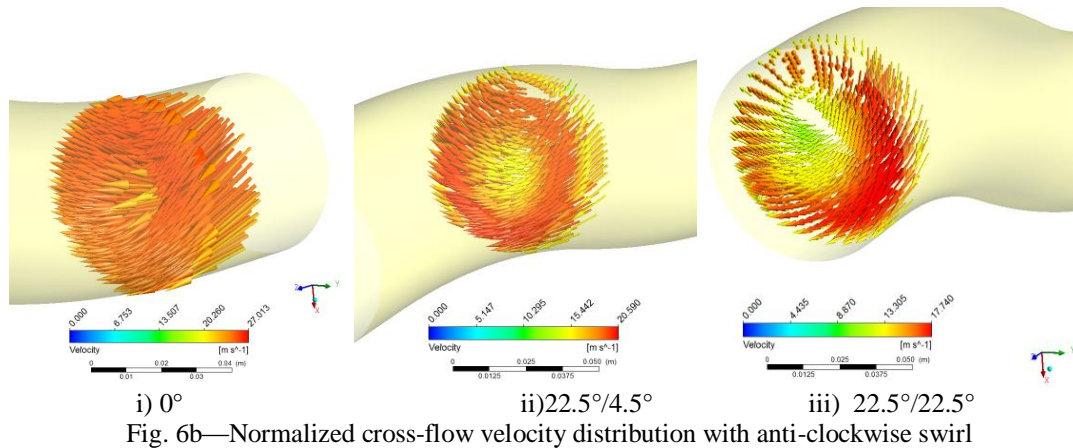 Z Y X
0.000 6.753 13.507 20.260 27.013
Velocity [m s^-1]
0 0.02 0.04 (m)
0.01 0.03
0.000 5.147 10.295 15.442 20.590
Velocity [m s^-1]
0 0.025 0.050 (m)
0.0125 0.0375
0.000 4.435 8.870 13.305 17.740
Velocity [m s^-1]
0 0.025 0.050 (m)
0.0125 0.0375
Z Y X
i) 0° ii)22.5°/4.5° iii) 22.5°/22.5°
Fig. 6b—Normalized cross-flow velocity distribution with anti-clockwise swirl